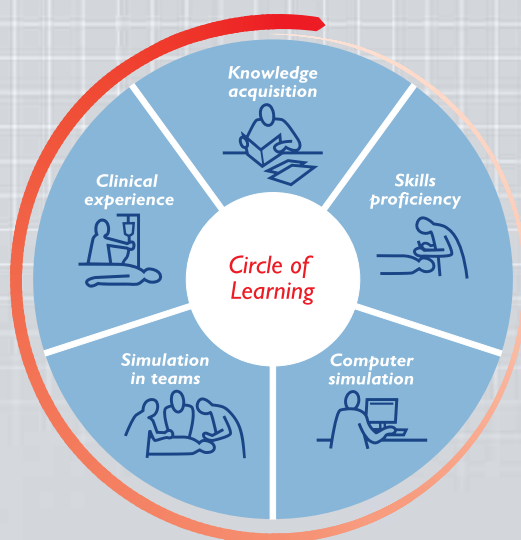 Knowledge
acquisition
Skills
proficiency
Computer
simulation
Simulation
in teams
Clinical
experience
Circle of
Learning